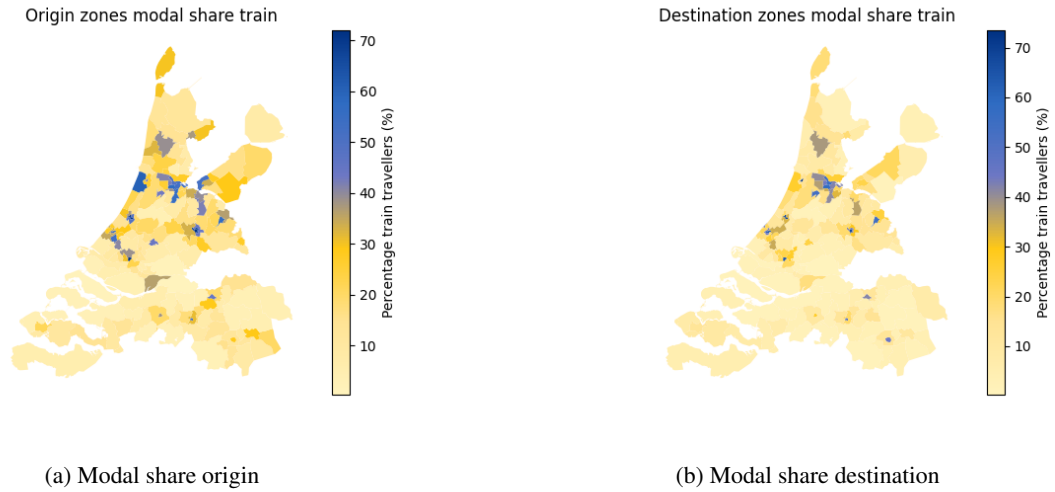 Origin zones modal share train
70
60
50
40
30
20
10
Percentage train travellers (%)
(a) Modal share origin
Destination zones modal share train
70
60
50
40
30
20
10
Percentage train travellers (%)
(b) Modal share destination